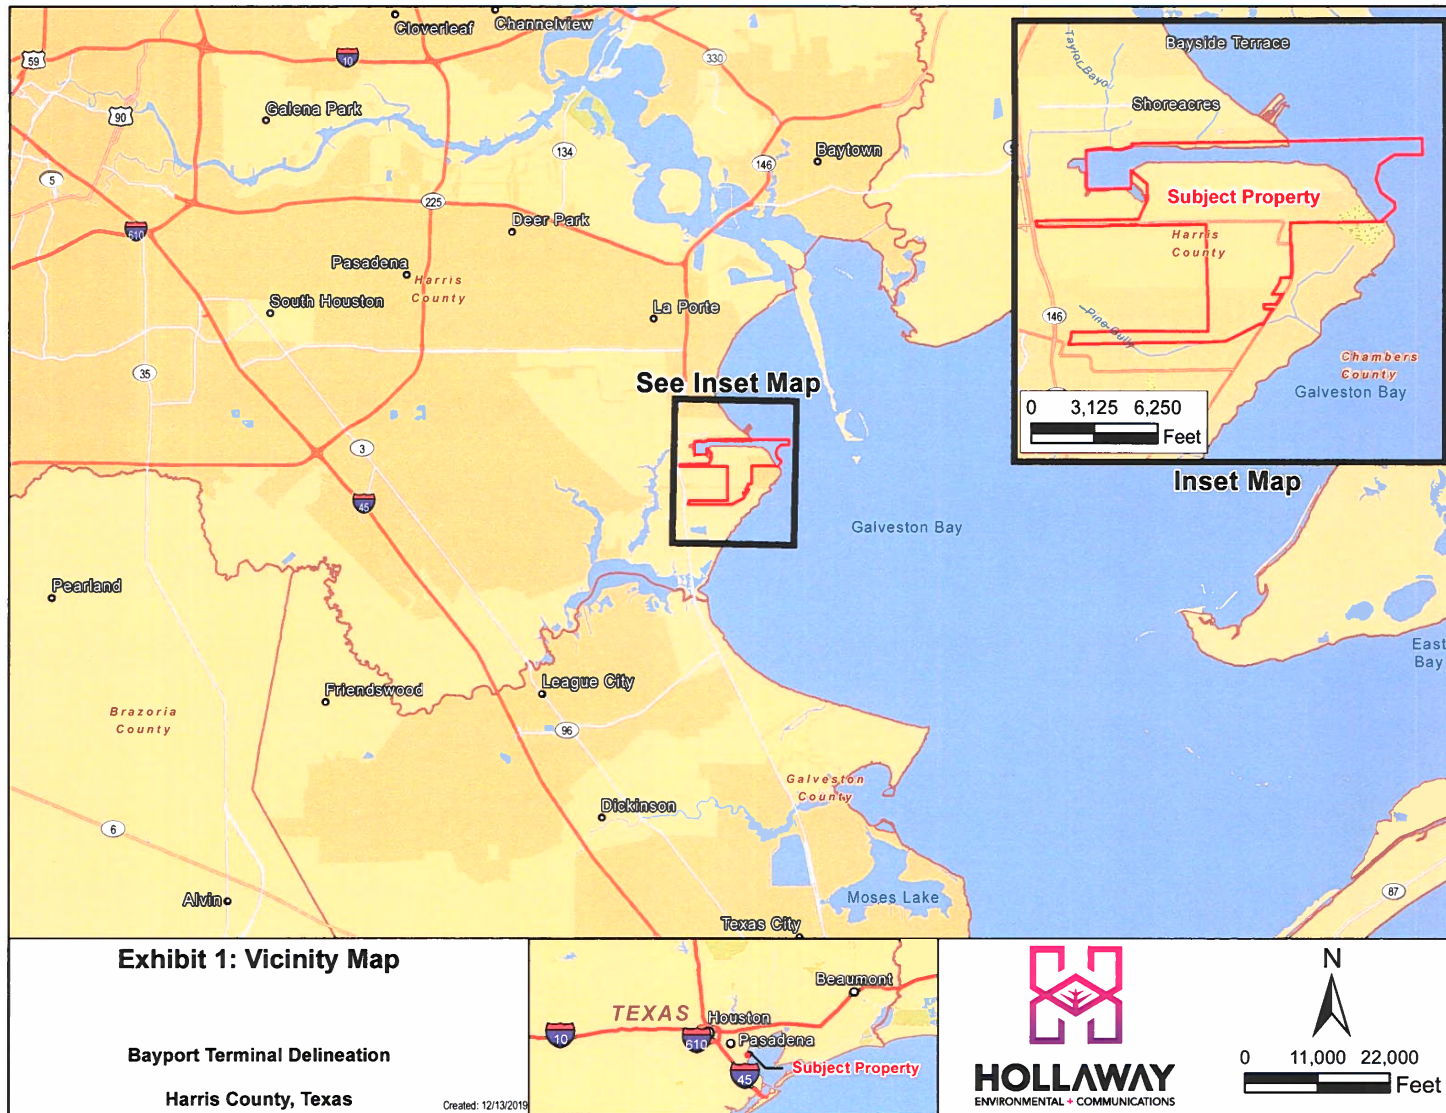 Cloverleaf
Channelview
59
10
330
Galena Park
90
134
146
Baytown
5
225
Deer Park
610
Pasadena
Harris
County
South Houston
La Porte
35
See Inset Map
3
45
Galveston Bay
Pearland
East
Bay
Friendswood
League City
Brazoria
County
96
Galveston
County
Dickinson
6
Alvin
Moses Lake
87
Texas City
Bayside Terrace
Taylor Bayou
Shoreacres
Subject Property
Harris
County
146
Pine Gully
Chambers
County
Galveston Bay
0 3,125 6,250
Feet
Inset Map
Exhibit 1: Vicinity Map
Bayport Terminal Delineation
Harris County, Texas
Created: 12/13/2019
Beaumont
TEXAS
Houston
10
610
Pasadena
45
Subject Property
HOLLAWAY
ENVIRONMENTAL + COMMUNICATIONS
N
0 11,000 22,000
Feet